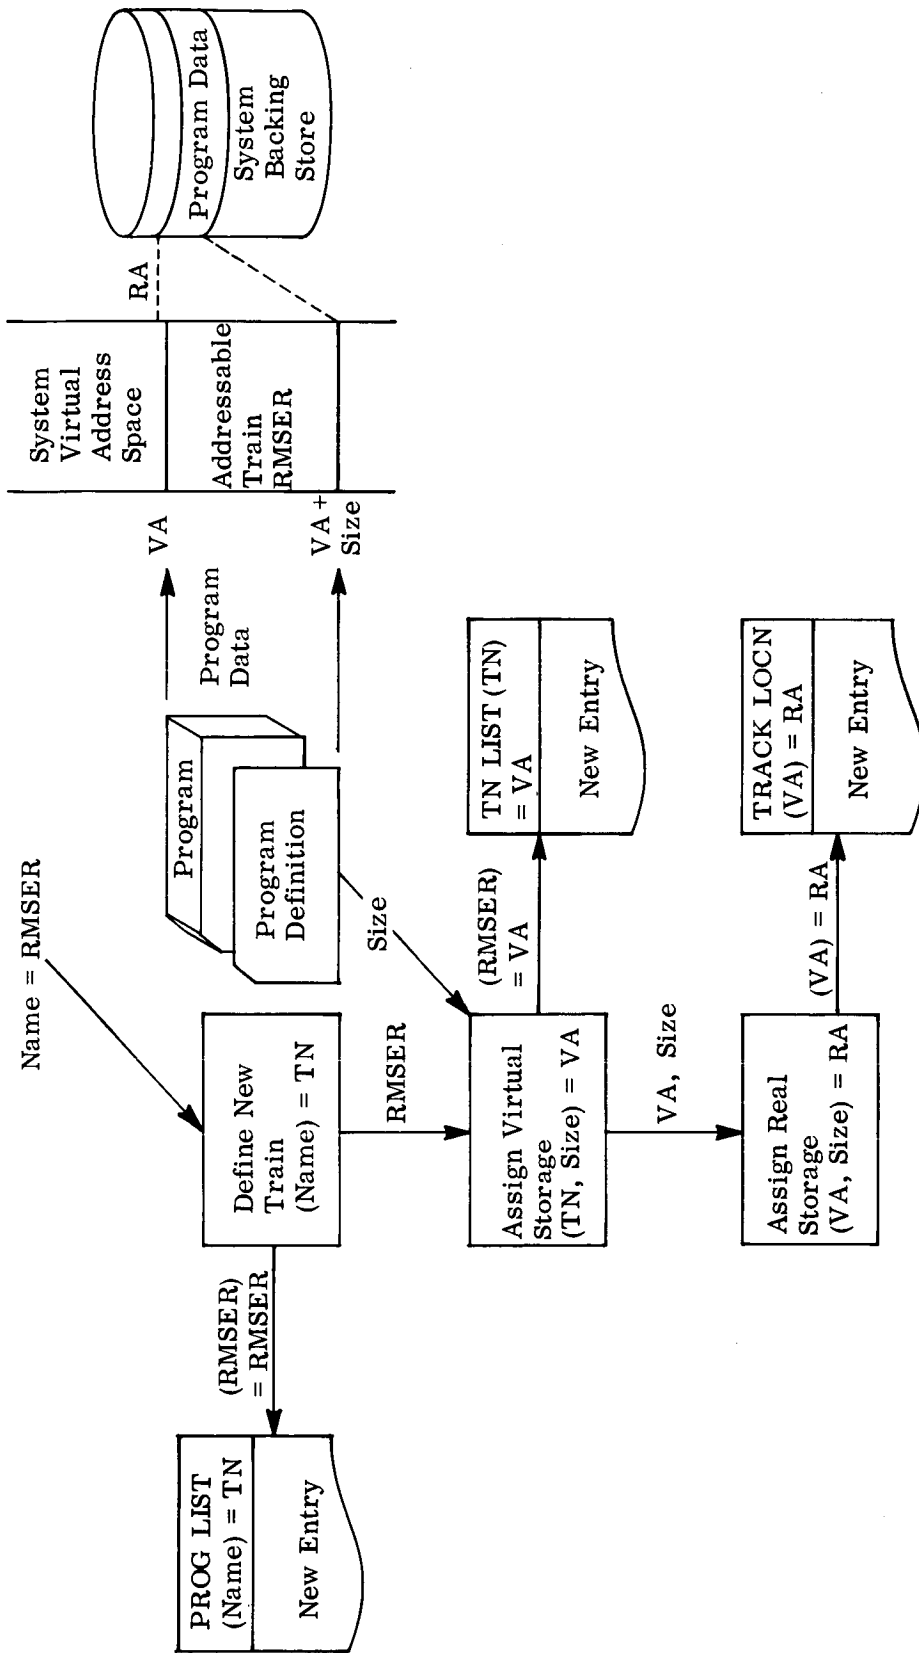 Name = RMSER
PROG LIST
(Name) = TN
New Entry
(RMSER)
= RMSER
Define New
Train
(Name) = TN
Program
Program
Definition
Program
Data
VA
VA +
Size
System
Virtual
Address
Space
Addressable
Train
RMSER
RA
Program Data
System
Backing
Store
RMSER
Size
Assign Virtual
Storage
(TN, Size) = VA
(RMSER)
= VA
TN LIST (TN)
= VA
New Entry
VA, Size
Assign Real
Storage
(VA, Size) = RA
(VA) = RA
TRACK LOCN
(VA) = RA
New Entry